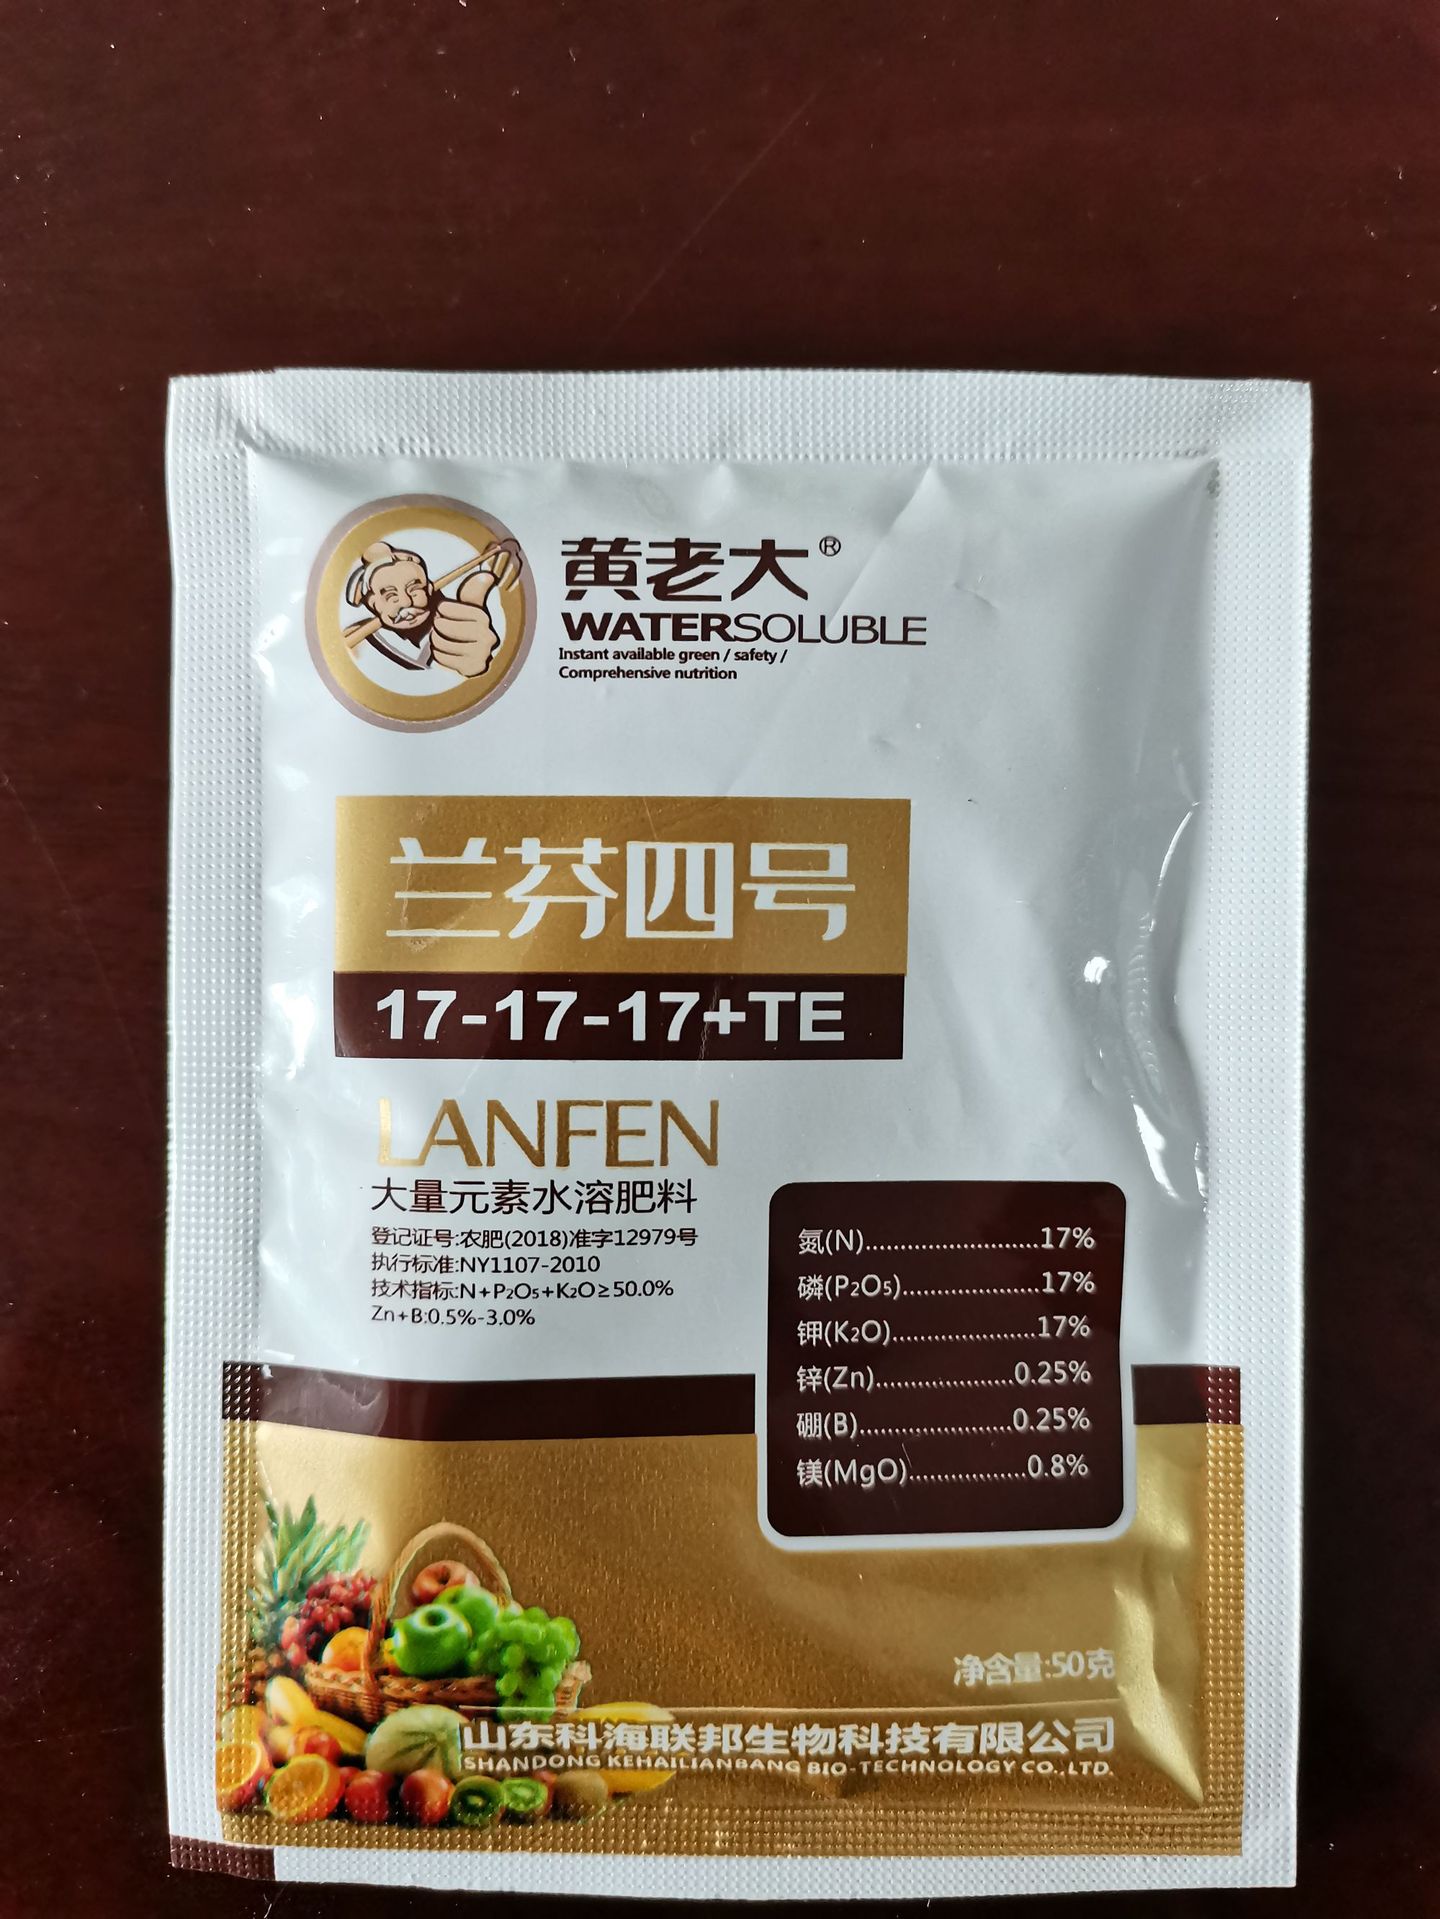 黄老大®
WATERSOLUBLE
Instant available green / safety /
Comprehensive nutrition
兰芬四号
17-17-17+TE
LANFEN
大量元素水溶肥料
登记证号:农肥(2018)准字12979号
执行标准:NY1107-2010
技术指标:N+P₂O₅+K₂O≥50.0%
Zn+B:0.5%-3.0%
氮(N).........................17%
磷(P₂O₅)....................17%
钾(K₂O).....................17%
锌(Zn)....................0.25%
硼(B)......................0.25%
镁(MgO).................0.8%
净含量:50克
山东科海联邦生物科技有限公司
SHANDONG KEHAILIANBANG BIO-TECHNOLOGY CO.,LTD.